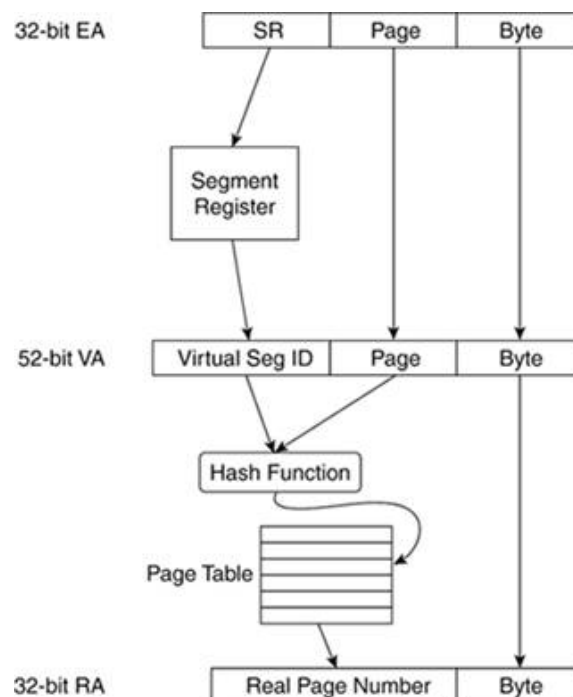 32-bit EA SR Page Byte
Segment
Register
52-bit VA Virtual Seg ID Page Byte
Hash Function
Page Table
32-bit RA Real Page Number Byte